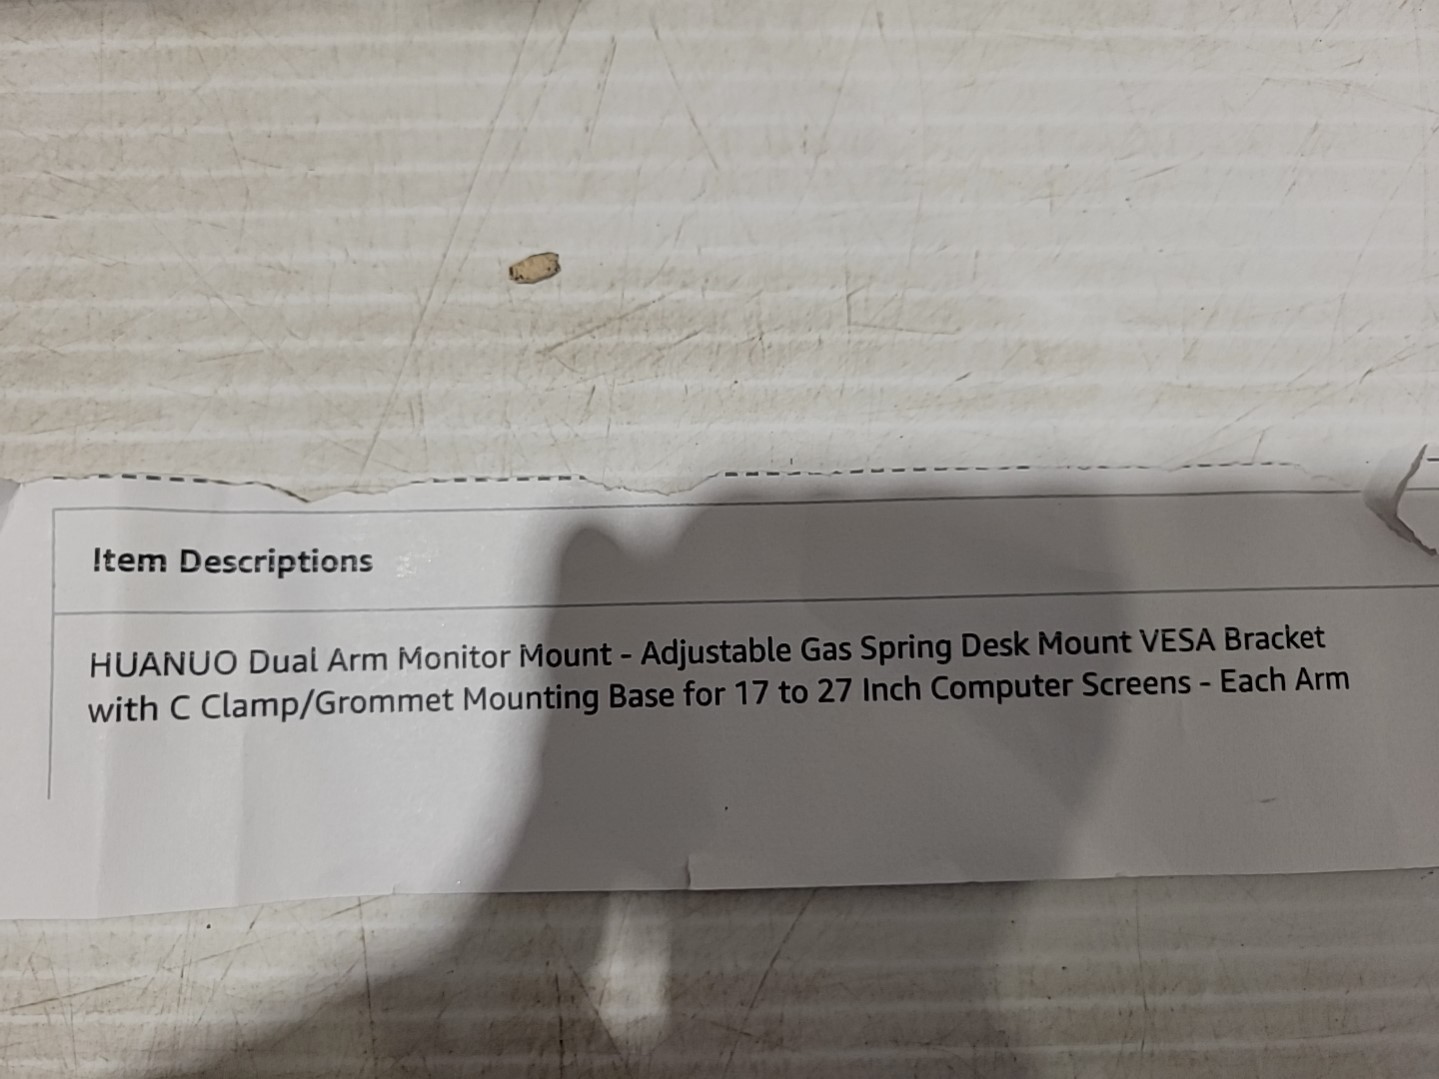 Item Descriptions
HUANUO Dual Arm Monitor Mount - Adjustable Gas Spring Desk Mount VESA Bracket
with C Clamp/Grommet Mounting Base for 17 to 27 Inch Computer Screens - Each Arm